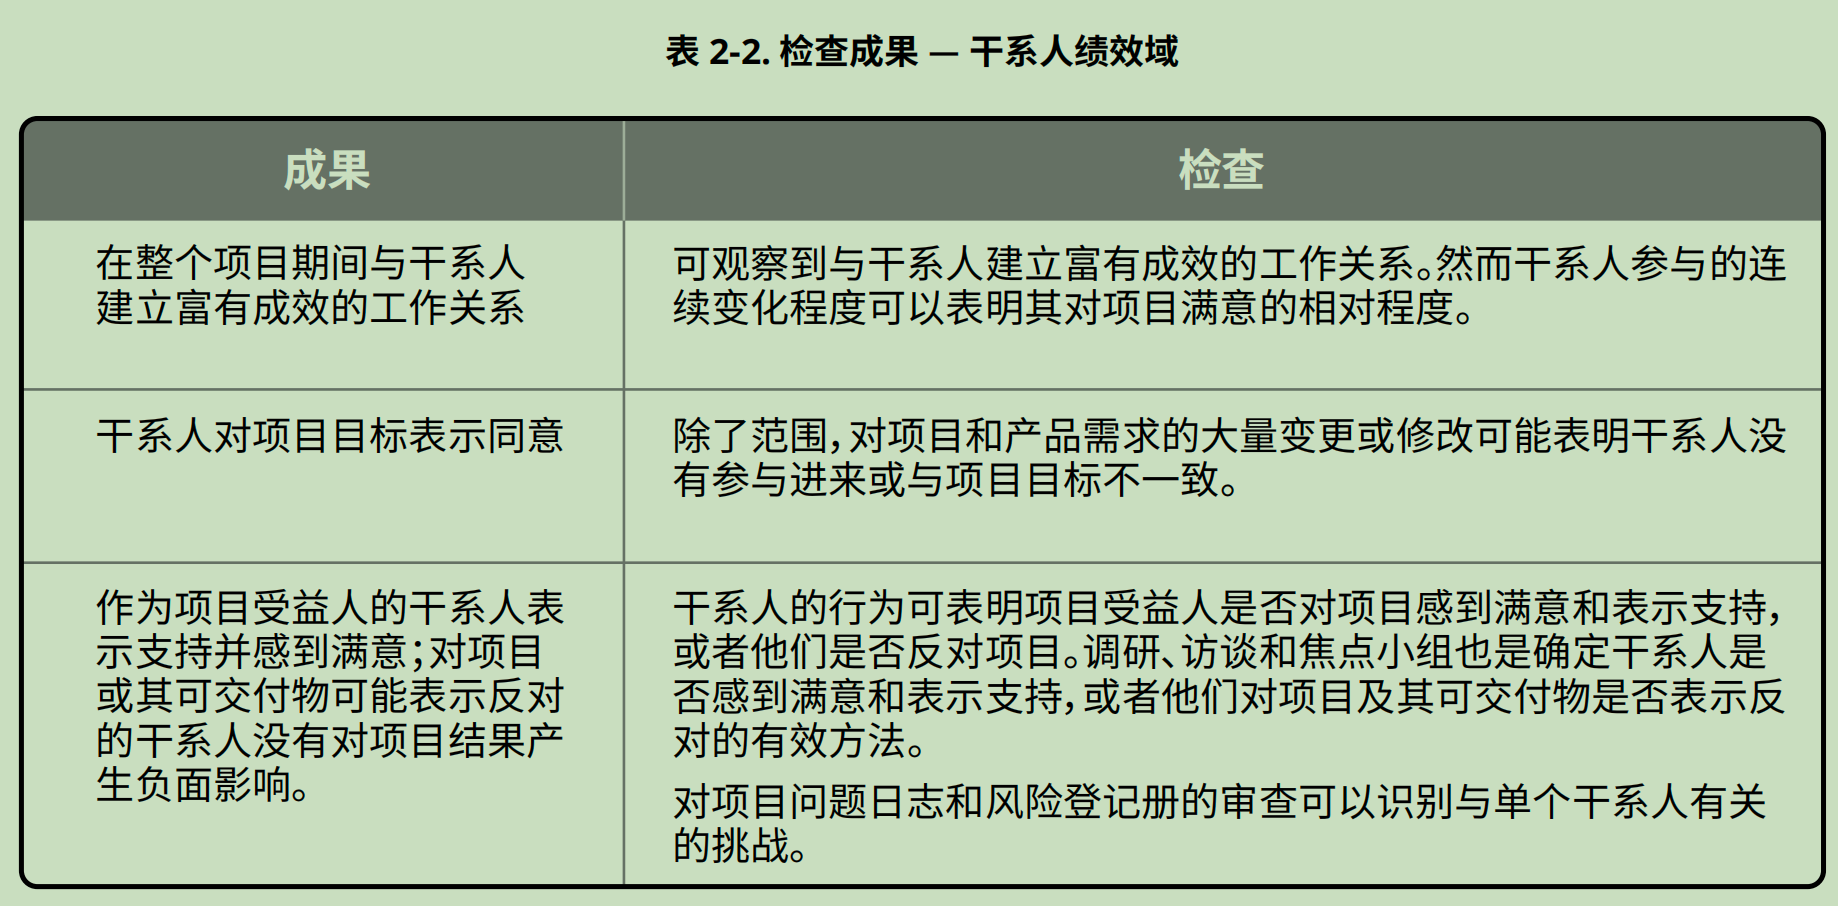 表 2-2. 检查成果 — 干系人绩效域
成果
检查
在整个项目期间与干系人
建立富有成效的工作关系
可观察到与干系人建立富有成效的工作关系。然而干系人参与的连
续变化程度可以表明其对项目满意的相对程度。
干系人对项目目标表示同意
除了范围，对项目和产品需求的大量变更或修改可能表明干系人没
有参与进来或与项目目标不一致。
作为项目受益人的干系人表
示支持并感到满意；对项目
或其可交付物可能表示反对
的干系人没有对项目结果产
生负面影响。
干系人的行为可表明项目受益人是否对项目感到满意和表示支持，
或者他们是否反对项目。调研、访谈和焦点小组也是确定干系人是
否感到满意和表示支持，或者他们对项目及其可交付物是否表示反
对的有效方法。
对项目问题日志和风险登记册的审查可以识别与单个干系人有关
的挑战。